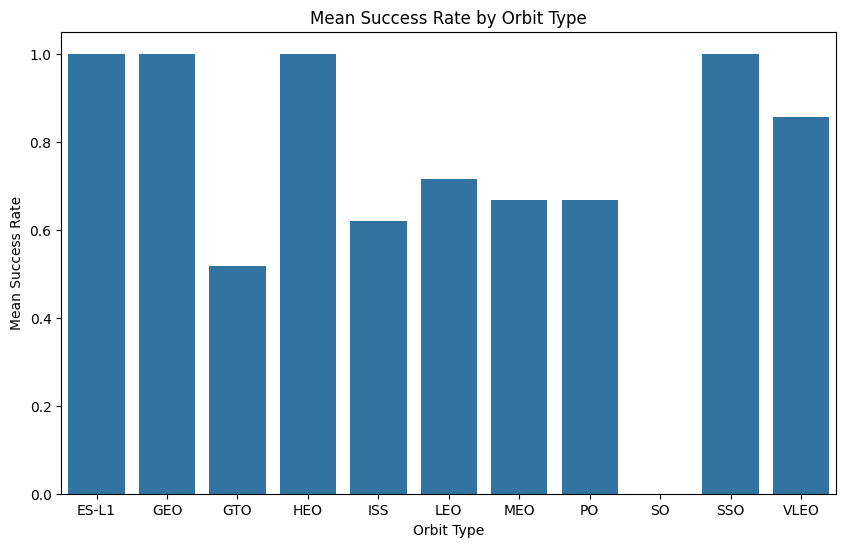 Mean Success Rate by Orbit Type
Mean Success Rate
1.0
0.8
0.6
0.4
0.2
0.0
ES-L1 GEO GTO HEO ISS LEO MEO PO SO SSO VLEO
Orbit Type